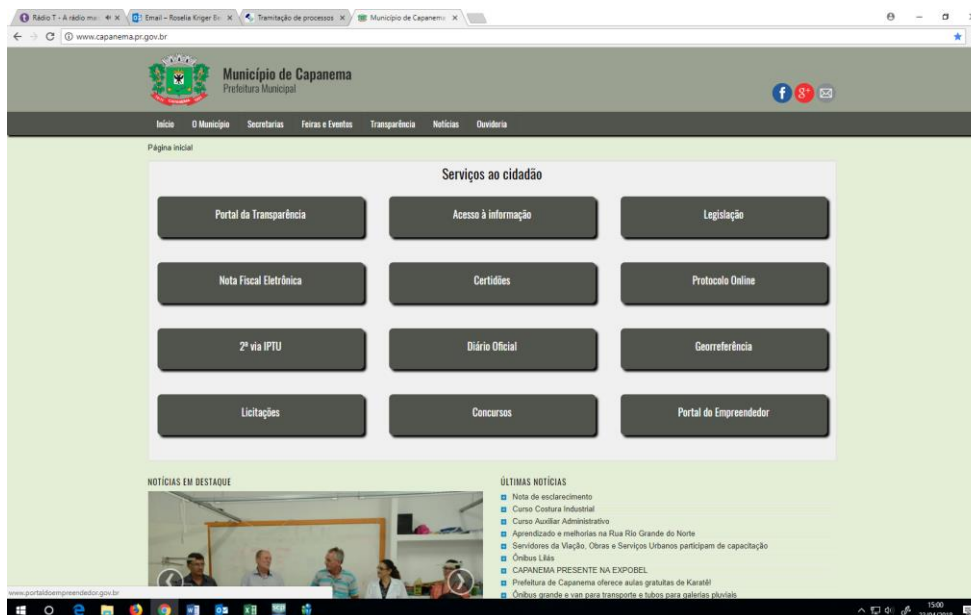 Rádio T - A rádio ma
Email – Roselia Kriger Be
Tramitação de processos
Município de Capanema
www.capanema.pr.gov.br
Município de Capanema
Prefeitura Municipal
Início O Município Secretarias Feiras e Eventos Transparência Notícias Ouvidoria
Página inicial
Serviços ao cidadão
Portal da Transparência Acesso à informação Legislação
Nota Fiscal Eletrônica Certidões Protocolo Online
2ª via IPTU Diário Oficial Georreferência
Licitações Concursos Portal do Empreendedor
NOTÍCIAS EM DESTAQUE
ÚLTIMAS NOTÍCIAS
Nota de esclarecimento
Curso Costura Industrial
Curso Auxiliar Administrativo
Aprendizado e melhorias na Rua Rio Grande do Norte
Servidores da Viação, Obras e Serviços Urbanos participam de capacitação
Ônibus Lilás
CAPANEMA PRESENTE NA EXPOBEL
Prefeitura de Capanema oferece aulas gratuitas de Karatê!
Ônibus grande e van para transporte e tubos para galerias pluviais
www.portaldoempreendedor.gov.br
15:00